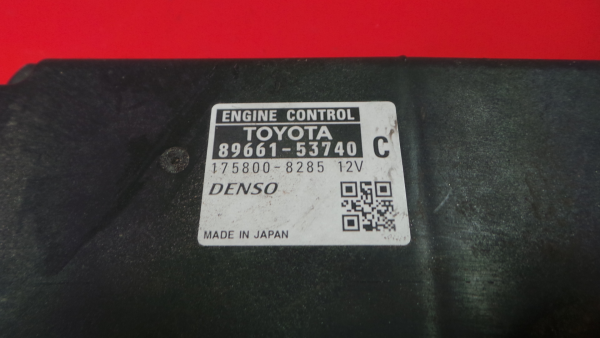 ENGINE CONTROL
TOYOTA
89661-53740 C
175800-8285 12V
DENSO
MADE IN JAPAN